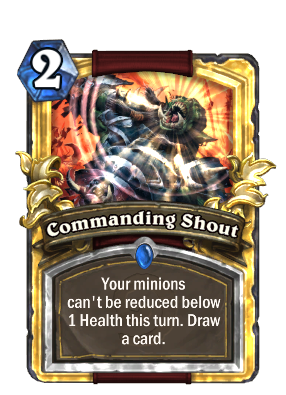 2
Commanding Shout
Your minions
can't be reduced below
1 Health this turn. Draw
a card.